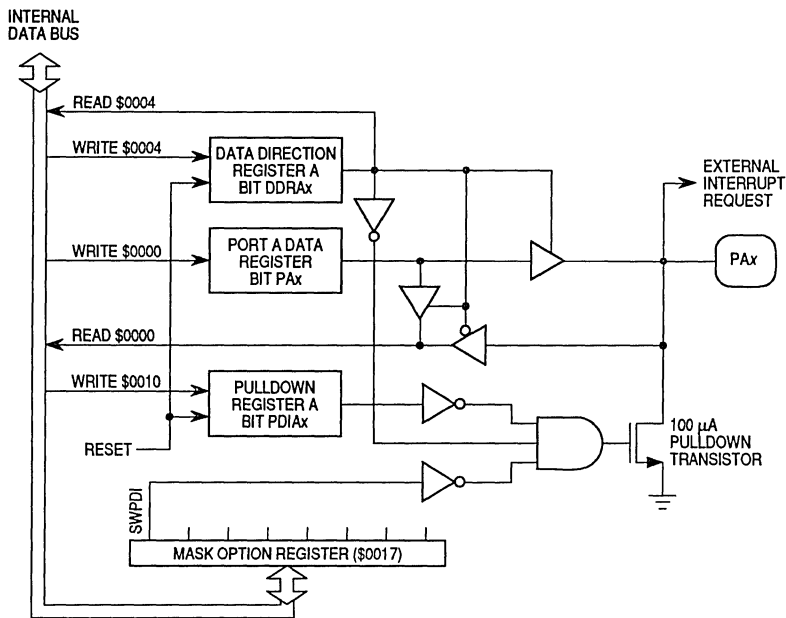 INTERNAL
DATA BUS
READ $0004
WRITE $0004
DATA DIRECTION
REGISTER A
BIT DDRAx
EXTERNAL
INTERRUPT
REQUEST
WRITE $0000
PORT A DATA
REGISTER
BIT PAx
PAx
READ $0000
WRITE $0010
PULLDOWN
REGISTER A
BIT PDIAx
RESET
100 µA
PULLDOWN
TRANSISTOR
SWPDI
MASK OPTION REGISTER ($0017)